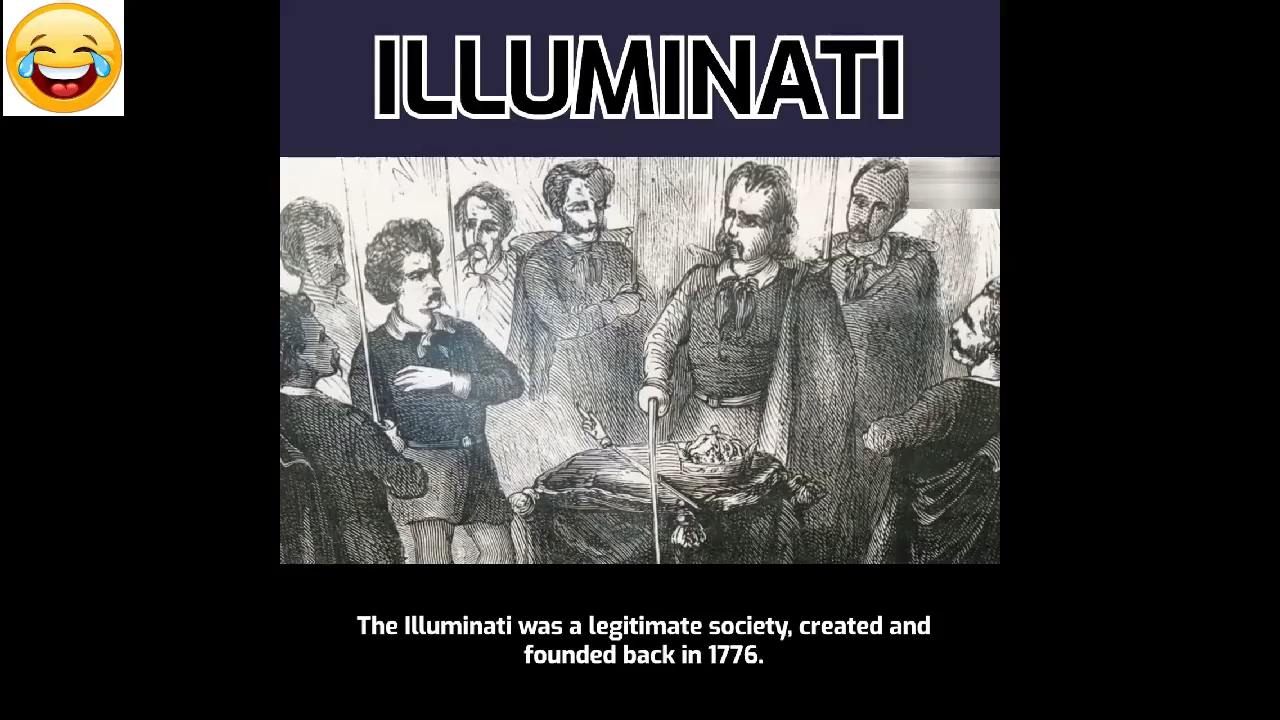 ILLUMINATI
The Illuminati was a legitimate society, created and
founded back in 1776.